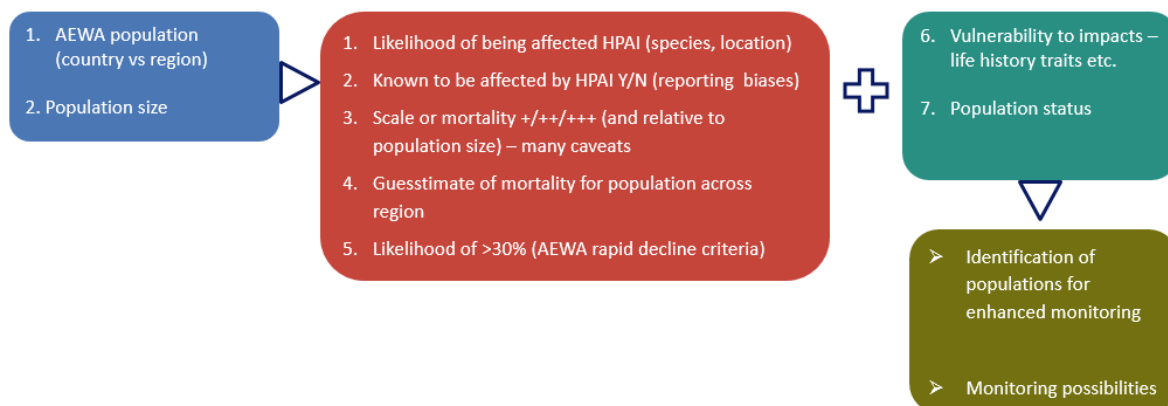 1. AEWA population
(country vs region)
2. Population size
1. Likelihood of being affected HPAI (species, location)
2. Known to be affected by HPAI Y/N (reporting biases)
3. Scale or mortality +/++/+++ (and relative to
population size) – many caveats
4. Guesstimate of mortality for population across
region
5. Likelihood of >30% (AEWA rapid decline criteria)
6. Vulnerability to impacts –
life history traits etc.
7. Population status
➢ Identification of
populations for
enhanced monitoring
➢ Monitoring possibilities